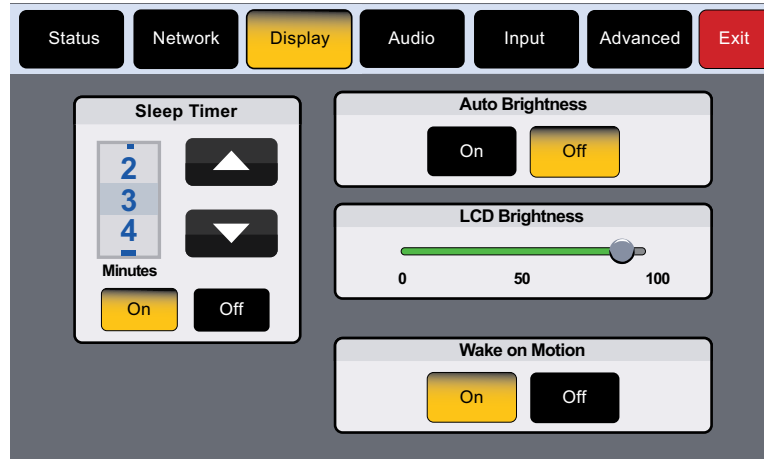 Status Network Display Audio Input Advanced Exit
Sleep Timer
2
3
4
Minutes
On Off
Auto Brightness
On Off
LCD Brightness
0 50 100
Wake on Motion
On Off